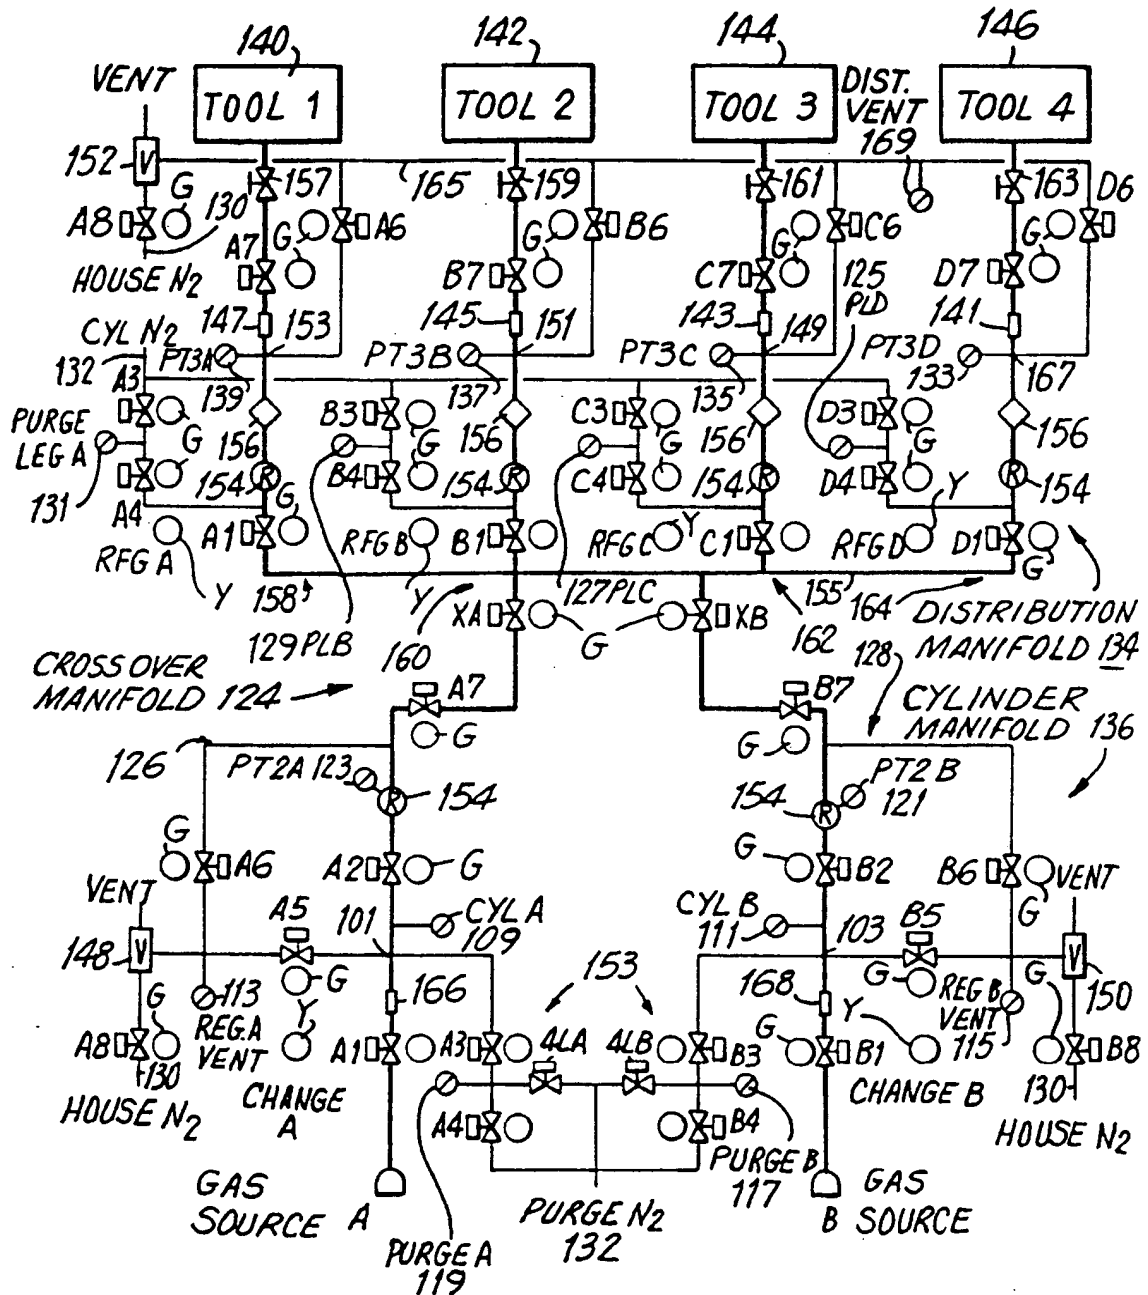 140
142
144
146
VENT
TOOL 1
TOOL 2
TOOL 3
DIST.
VENT
169
TOOL 4
152
V
157
165
159
161
163
D6
A8
G
130
A7
G
A6
B7
G
B6
C7
G
C6
125
PLD
D7
G
HOUSE N2
147
153
145
151
143
149
141
CYL N2
132
PT3A
139
PT3B
137
PT3C
135
PT3D
133
167
A3
G
PURGE
LEG A
131
156
B3
G
156
C3
G
156
D3
G
156
G
A4
154
R
B4
154
R
C4
154
R
D4
Y
R
154
RFG A
Y
A1
G
RFG B
Y
B1
RFG C
Y
C1
RFG D
D1
G
158
129 PLB
160
XA
127 PLC
G
XB
155
162
164
DISTRIBUTION
MANIFOLD 134
CROSSOVER
MANIFOLD 124
A7
G
B7
G
128
CYLINDER
MANIFOLD
136
126
PT2A 123
R
154
154
R
PT2B
121
G
A6
A2
G
G
B2
B6
G
VENT
VENT
148
V
A5
G
101
CYL A
109
CYL B
111
103
B5
G
V
150
G
113
REG.A
VENT
Y
166
153
168
Y
REG B
VENT
115
G
A8
130
HOUSE N2
CHANGE
A
A1
A3
4LA
4LB
B3
G
B1
CHANGE B
B8
130
HOUSE N2
A4
B4
GAS
SOURCE A
PURGE A
119
PURGE N2
132
PURGE B
117
B
GAS
SOURCE